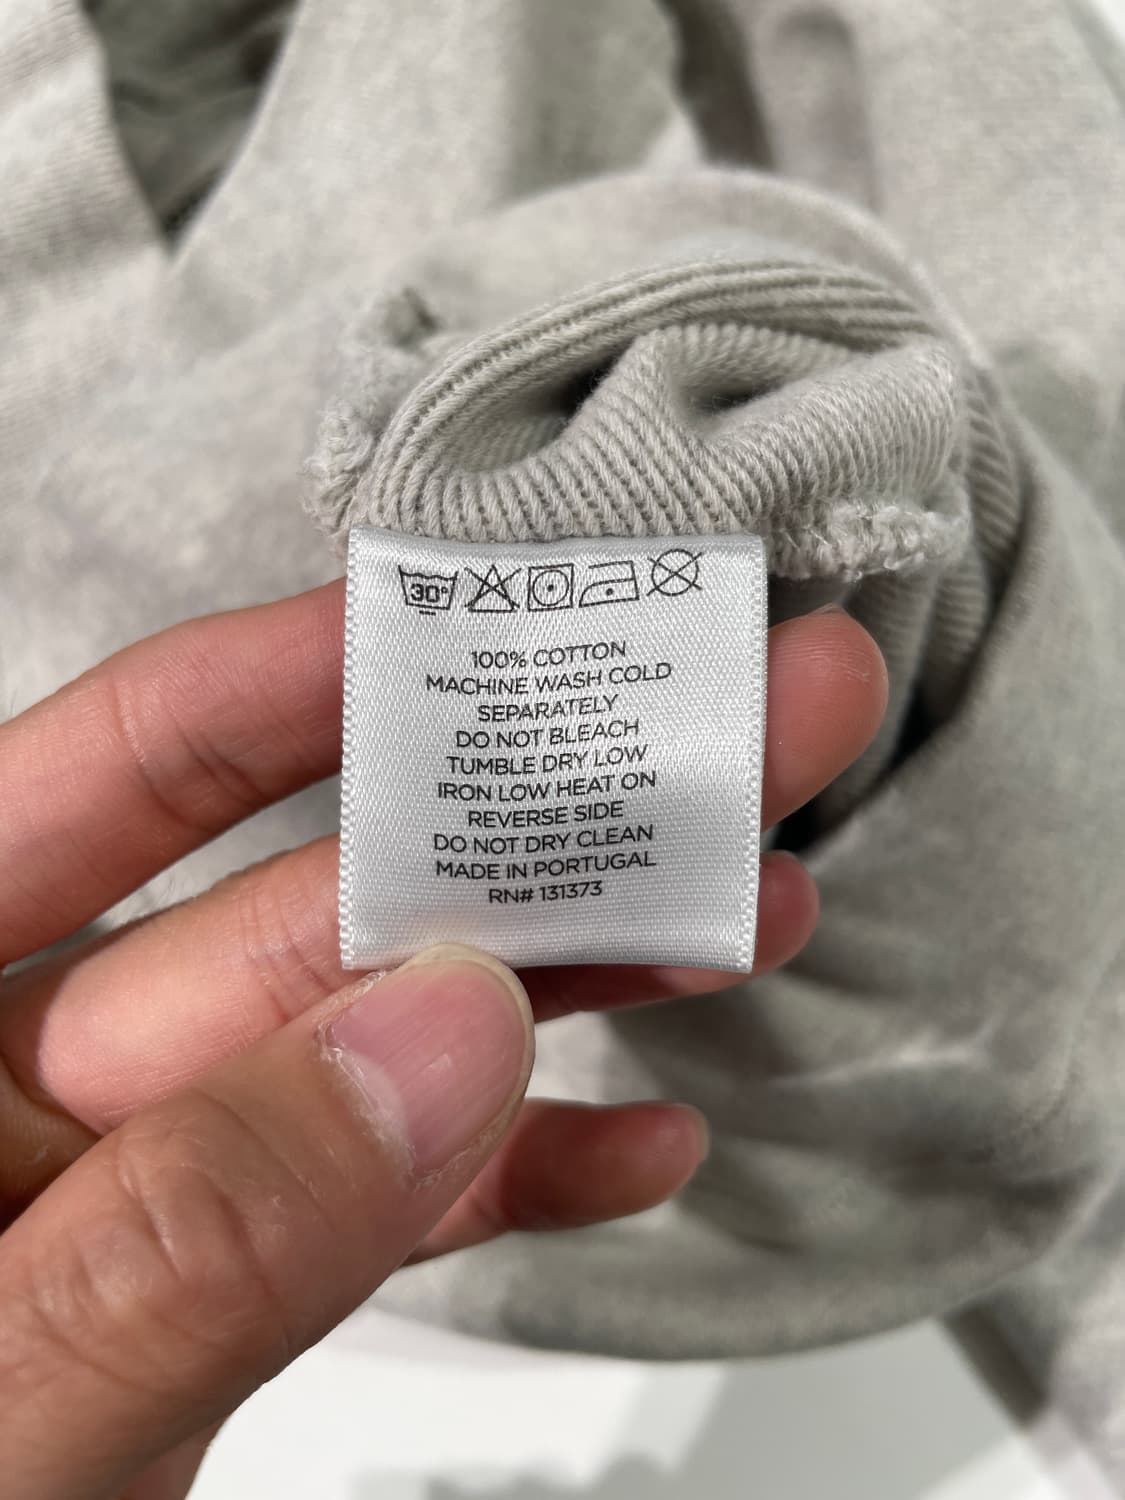 30°
100% COTTON
MACHINE WASH COLD
SEPARATELY
DO NOT BLEACH
TUMBLE DRY LOW
IRON LOW HEAT ON
REVERSE SIDE
DO NOT DRY CLEAN
MADE IN PORTUGAL
RN# 131373